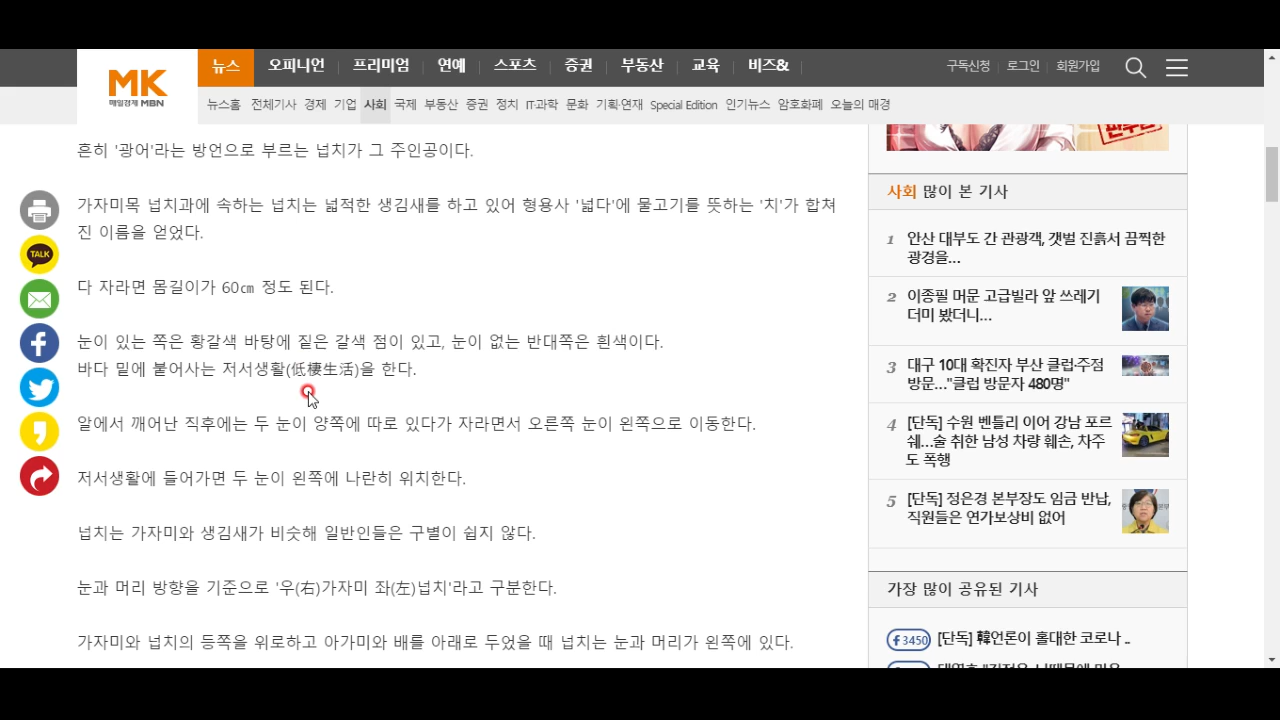 MK
매일경제 MBN
뉴스 오피니언 프리미엄 연예 스포츠 증권 부동산 교육 비즈&
구독신청 로그인 회원가입
뉴스홈 전체기사 경제 기업 사회 국제 부동산 증권 정치 IT·과학 문화 기획·연재 Special Edition 인기뉴스 암호화폐 오늘의 매경
흔히 '광어'라는 방언으로 부르는 넙치가 그 주인공이다.
가자미목 넙치과에 속하는 넙치는 넓적한 생김새를 하고 있어 형용사 '넓다'에 물고기를 뜻하는 '치'가 합쳐
진 이름을 얻었다.
다 자라면 몸길이가 60㎝ 정도 된다.
눈이 있는 쪽은 황갈색 바탕에 짙은 갈색 점이 있고, 눈이 없는 반대쪽은 흰색이다.
바다 밑에 붙어사는 저서생활(低棲生活)을 한다.
알에서 깨어난 직후에는 두 눈이 양쪽에 따로 있다가 자라면서 오른쪽 눈이 왼쪽으로 이동한다.
저서생활에 들어가면 두 눈이 왼쪽에 나란히 위치한다.
넙치는 가자미와 생김새가 비슷해 일반인들은 구별이 쉽지 않다.
눈과 머리 방향을 기준으로 '우(右)가자미 좌(左)넙치'라고 구분한다.
가자미와 넙치의 등쪽을 위로하고 아가미와 배를 아래로 두었을 때 넙치는 눈과 머리가 왼쪽에 있다.
TALK
사회 많이 본 기사
1 안산 대부도 간 관광객, 갯벌 진흙서 끔찍한
광경을...
2 이종필 머문 고급빌라 앞 쓰레기
더미 봤더니...
3 대구 10대 확진자 부산 클럽·주점
방문..."클럽 방문자 480명"
4 [단독] 수원 벤틀리 이어 강남 포르
쉐...술 취한 남성 차량 훼손, 차주
도 폭행
5 [단독] 정은경 본부장도 임금 반납,
직원들은 연가보상비 없어
가장 많이 공유된 기사
3450 [단독] 韓언론이 홀대한 코로나 ..